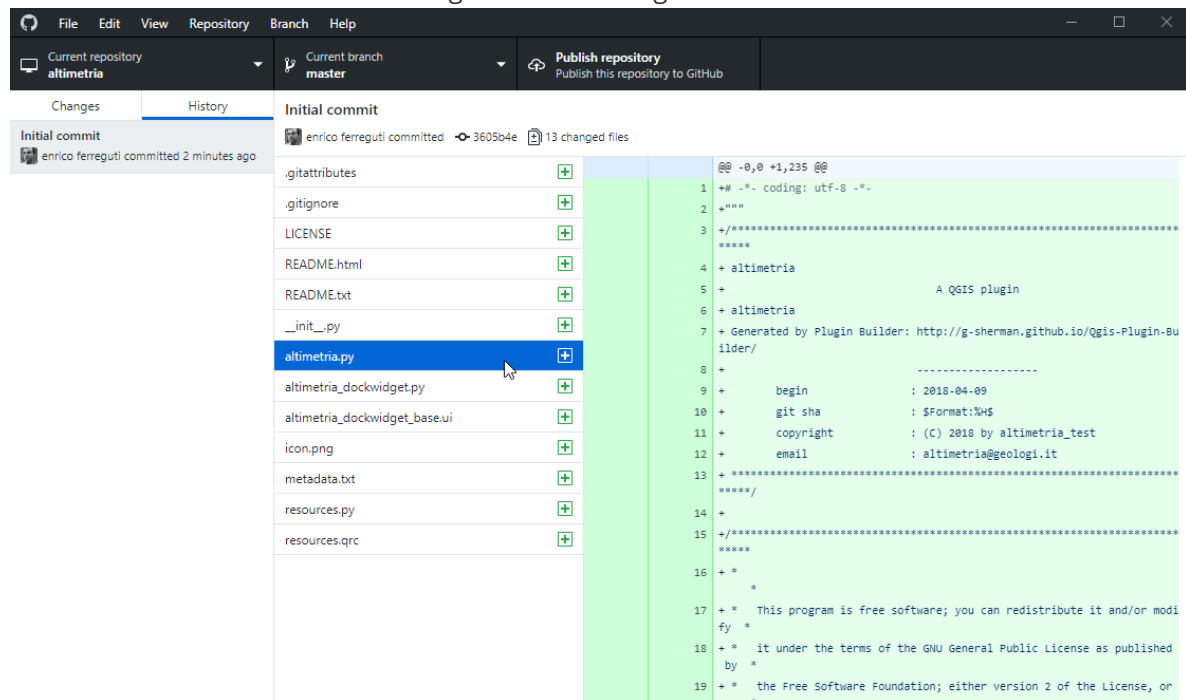 File Edit View Repository Branch Help
Current repository
altimetria
Current branch
master
Publish repository
Publish this repository to GitHub
Changes History
Initial commit
enrico ferreguti committed 2 minutes ago
Initial commit
enrico ferreguti committed 3605b4e 13 changed files
.gitattributes
.gitignore
LICENSE
README.html
README.txt
__init__.py
altimetria.py
altimetria_dockwidget.py
altimetria_dockwidget_base.ui
icon.png
metadata.txt
resources.py
resources.qrc
@@ -0,0 +1,235 @@
1 +# -*- coding: utf-8 -*-
2 +"""
3 +/***************************************************************************
*****
4 + altimetria
5 + A QGIS plugin
6 + altimetria
7 + Generated by Plugin Builder: http://g-sherman.github.io/Qgis-Plugin-Bu
ilder/
8 + -------------------
9 + begin : 2018-04-09
10 + git sha : $Format:%H$
11 + copyright : (C) 2018 by altimetria_test
12 + email : altimetria@geologi.it
13 + ***************************************************************************
*****/
14 +
15 +/***************************************************************************
*****
16 + *
*
17 + * This program is free software; you can redistribute it and/or modi
fy *
18 + * it under the terms of the GNU General Public License as published
by *
19 + * the Free Software Foundation; either version 2 of the License, or